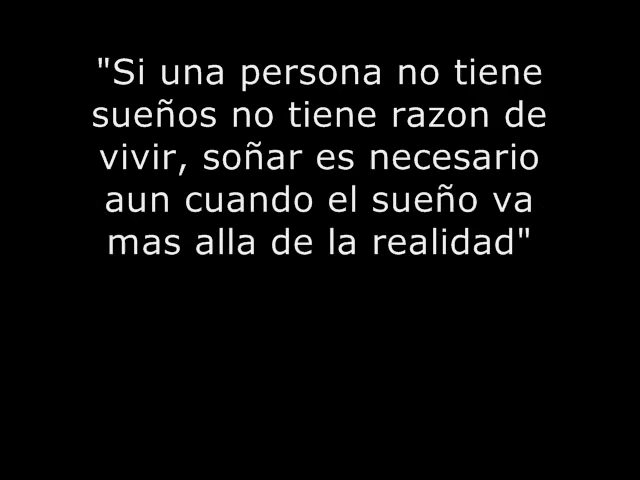 "Si una persona no tiene
sueños no tiene razon de
vivir, soñar es necesario
aun cuando el sueño va
mas alla de la realidad"